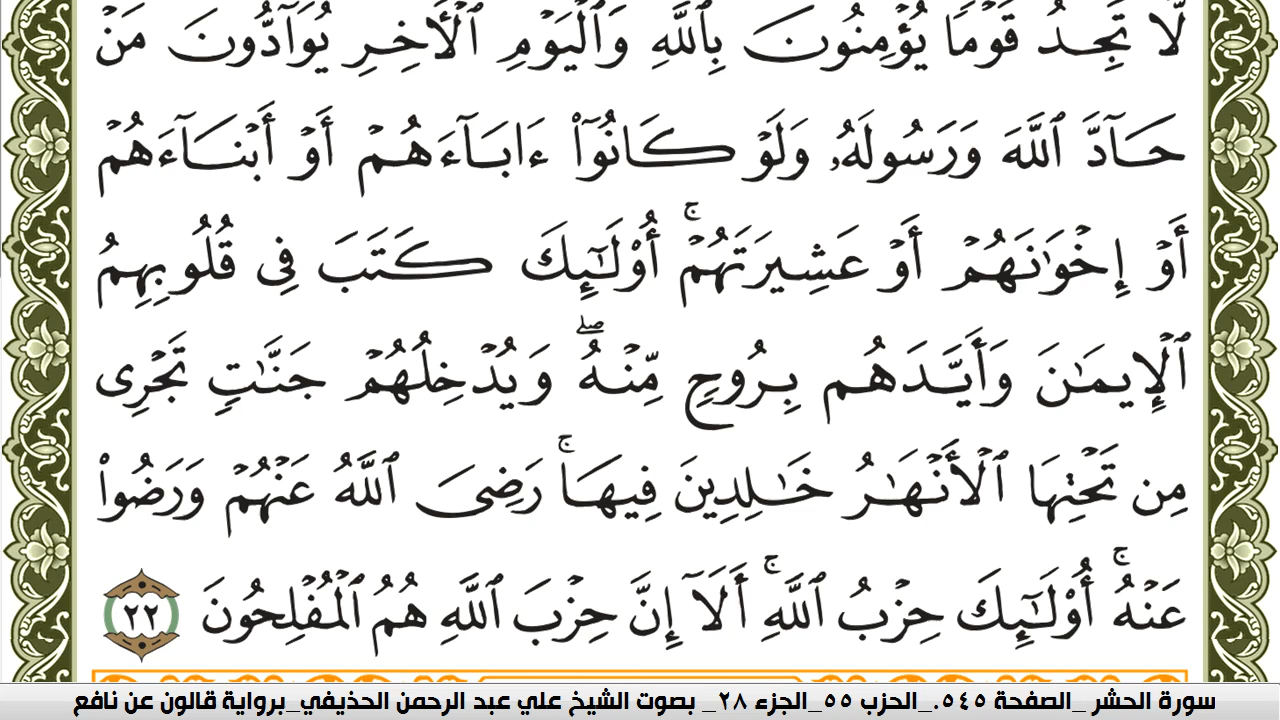 لَّا تَجِدُ قَوْمًا يُؤْمِنُونَ بِٱللَّهِ وَٱلْيَوْمِ ٱلْأَخِرِ يُوَآدُّونَ مَنْ
حَآدَّ ٱللَّهَ وَرَسُولَهُۥ وَلَوْ كَانُوٓا۟ ءَابَآءَهُمْ أَوْ أَبْنَآءَهُمْ
أَوْ إِخْوَٰنَهُمْ أَوْ عَشِيرَتَهُمْ ۚ أُو۟لَٰٓئِكَ كَتَبَ فِى قُلُوبِهِمُ
ٱلْإِيمَٰنَ وَأَيَّدَهُم بِرُوحٍ مِّنْهُ ۖ وَيُدْخِلُهُمْ جَنَّٰتٍ تَجْرِى
مِن تَحْتِهَا ٱلْأَنْهَٰرُ خَٰلِدِينَ فِيهَا ۚ رَضِىَ ٱللَّهُ عَنْهُمْ وَرَضُوا۟
عَنْهُ ۚ أُو۟لَٰٓئِكَ حِزْبُ ٱللَّهِ ۚ أَلَآ إِنَّ حِزْبَ ٱللَّهِ هُمُ ٱلْمُفْلِحُونَ ٢٢
سورة الحشر _الصفحة ٥٤٥._الحزب ٥٥_الجزء ٢٨_ بصوت الشيخ علي عبد الرحمن الحذيفي_برواية قالون عن نافع